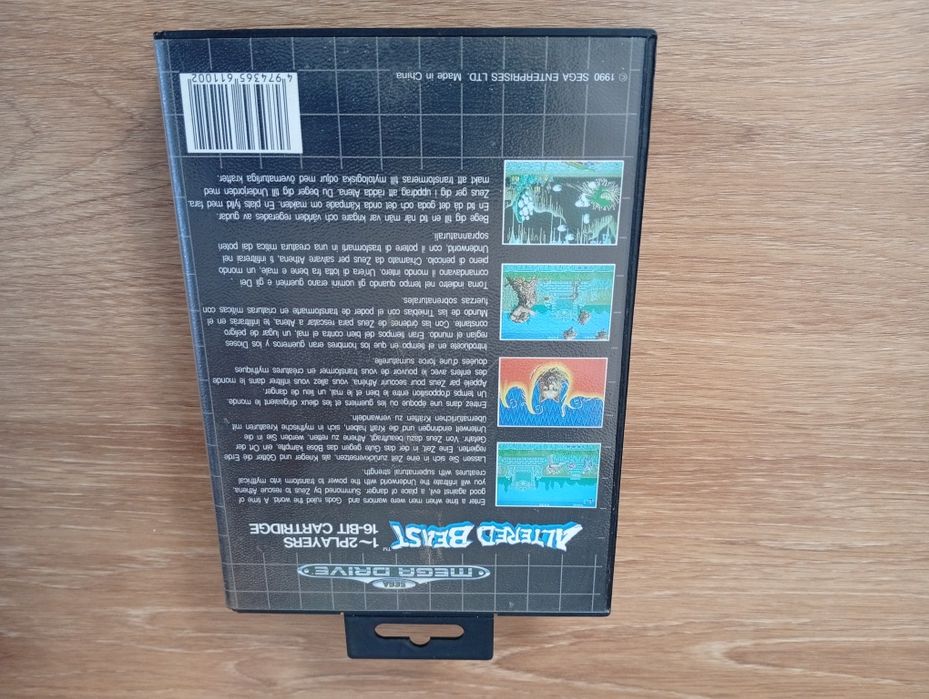 SEGA
MEGA DRIVE
ALTERED BEAST™
1~2PLAYERS
16-BIT CARTRIDGE
Enter a time when men were warriors and Gods ruled the world. A time of
good against evil, a place of danger. Summoned by Zeus to rescue Athena,
you will infiltrate the Underworld with the power to transform into mythical
creatures with supernatural strength.
Lassen Sie sich in eine Zeit zurückversetzen, als Krieger und Götter die Erde
regierten. Eine Zeit, in der das Gute gegen das Böse kämpfte, ein Ort der
Gefahr. Von Zeus dazu beauftragt, Athene zu retten, werden Sie in die
Unterwelt eindringen und die Kraft haben, sich in mythische Kreaturen mit
übernatürlichen Kräften zu verwandeln.
Entrez dans une époque où les guerriers et les dieux dirigeaient le monde.
Un temps d'opposition entre le bien et le mal, un lieu de danger.
Appelé par Zeus pour secourir Athéna, vous allez vous infiltrer dans le monde
des enfers avec le pouvoir de vous transformer en créatures mythiques
douées d'une force surnaturelle.
Introdúcete en el tiempo en que los hombres eran guerreros y los Dioses
regían el mundo. Eran tiempos del bien contra el mal, un lugar de peligro
constante. Con las órdenes de Zeus para rescatar a Atena, te infiltrarás en el
Mundo de las Tinieblas con el poder de transformarte en criaturas míticas con
fuerzas sobrenaturales.
Torna indietro nel tempo quando gli uomini erano guerrieri e gli Dei
comandavano il mondo intero. Un'era di lotta fra bene e male, un mondo
pieno di pericolo. Chiamato da Zeus per salvare Athena, ti infiltrerai nel
Underworld, con il potere di trasformarti in una creatura mitica dai poteri
soprannaturali.
Bege dig till en tid när män var krigare och världen regerades av gudar.
En tid då det goda och det onda kämpade om makten. En plats fylld med fara.
Zeus ger dig i uppdrag att rädda Atena. Du beger dig till Underjorden med
makt att transformeras till mytologiska odjur med övernaturliga krafter.
© 1990 SEGA ENTERPRISES LTD. Made in China
4 974365 611002